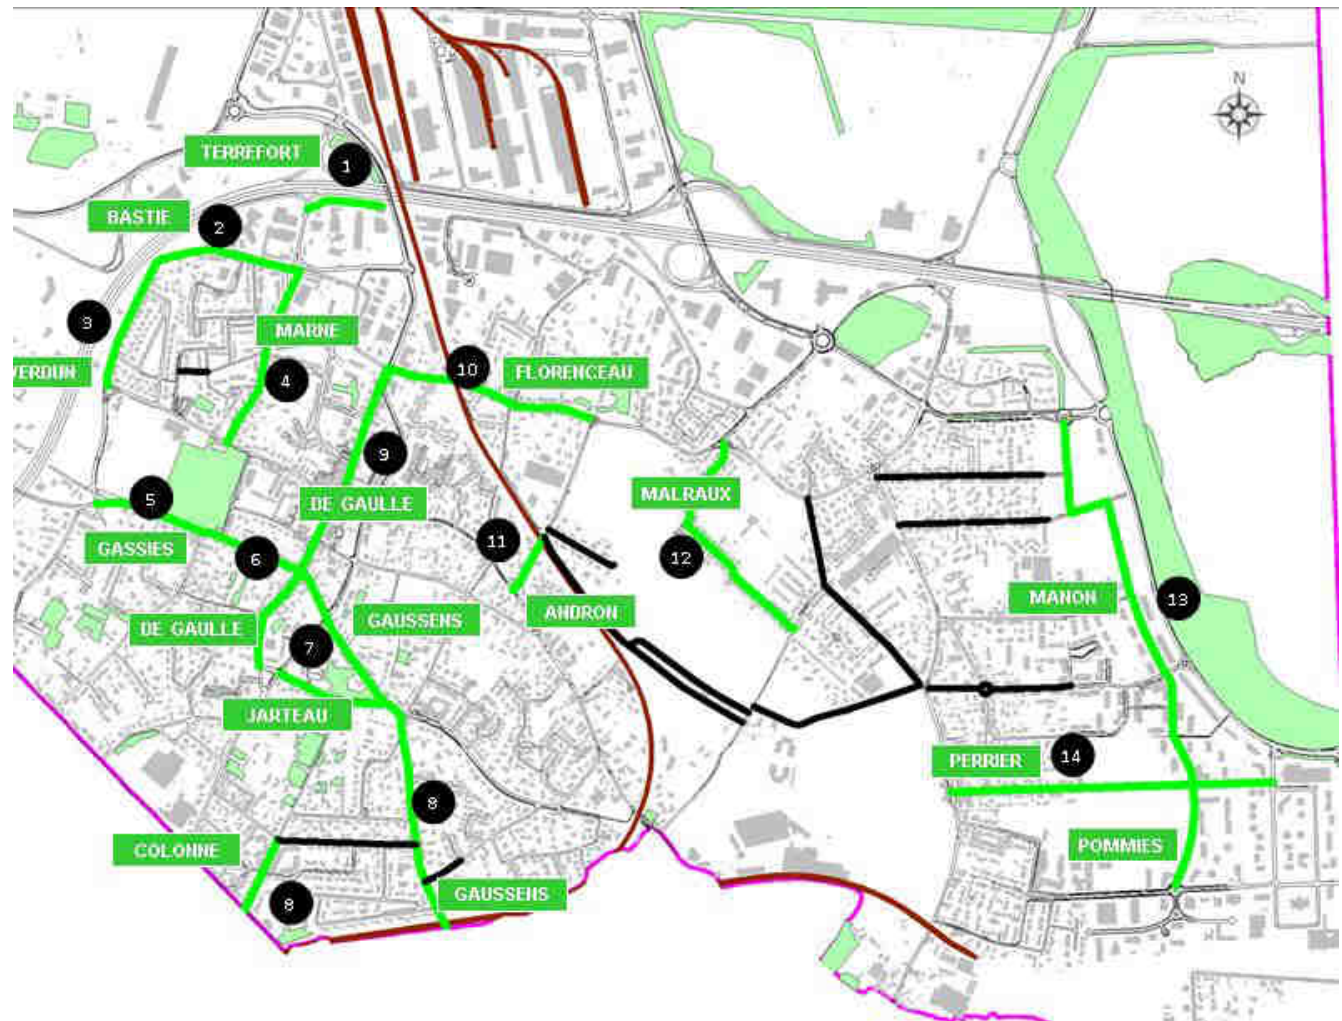 N
TERREFORT
1
BASTIE
2
3
MARNE
VERDUN
4
10
FLORENCEAU
9
MALRAUX
DE GAULLE
5
GASSIES
6
11
12
ANDRON
MANON
13
DE GAULLE
GAUSSENS
7
JARTEAU
PERRIER
14
8
COLONNE
POMMIES
GAUSSENS
8